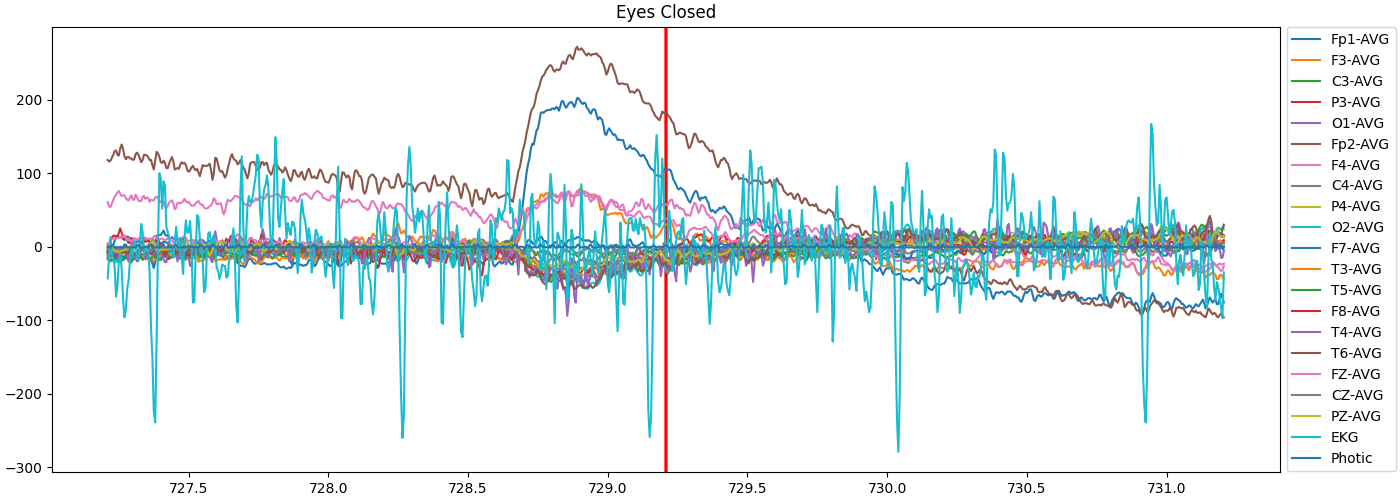 Eyes Closed
200
100
0
−100
−200
−300
727.5 728.0 728.5 729.0 729.5 730.0 730.5 731.0
Fp1-AVG
F3-AVG
C3-AVG
P3-AVG
O1-AVG
Fp2-AVG
F4-AVG
C4-AVG
P4-AVG
O2-AVG
F7-AVG
T3-AVG
T5-AVG
F8-AVG
T4-AVG
T6-AVG
FZ-AVG
CZ-AVG
PZ-AVG
EKG
Photic